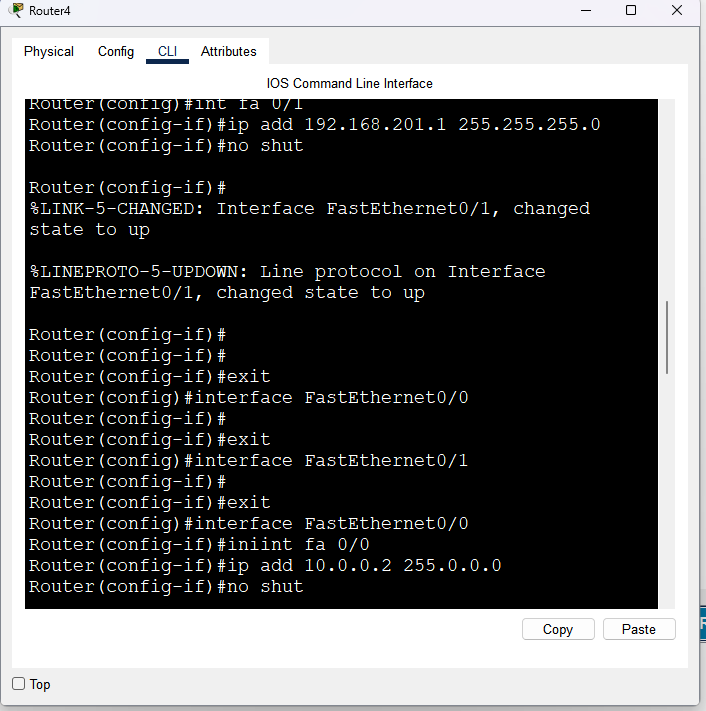 Router4
Physical Config CLI Attributes
IOS Command Line Interface
Router(config)#int fa 0/1
Router(config-if)#ip add 192.168.201.1 255.255.255.0
Router(config-if)#no shut
Router(config-if)#
%LINK-5-CHANGED: Interface FastEthernet0/1, changed
state to up
%LINEPROTO-5-UPDOWN: Line protocol on Interface
FastEthernet0/1, changed state to up
Router(config-if)#
Router(config-if)#
Router(config-if)#exit
Router(config)#interface FastEthernet0/0
Router(config-if)#
Router(config-if)#exit
Router(config)#interface FastEthernet0/1
Router(config-if)#
Router(config-if)#exit
Router(config)#interface FastEthernet0/0
Router(config-if)#iniint fa 0/0
Router(config-if)#ip add 10.0.0.2 255.0.0.0
Router(config-if)#no shut
Copy Paste
Top